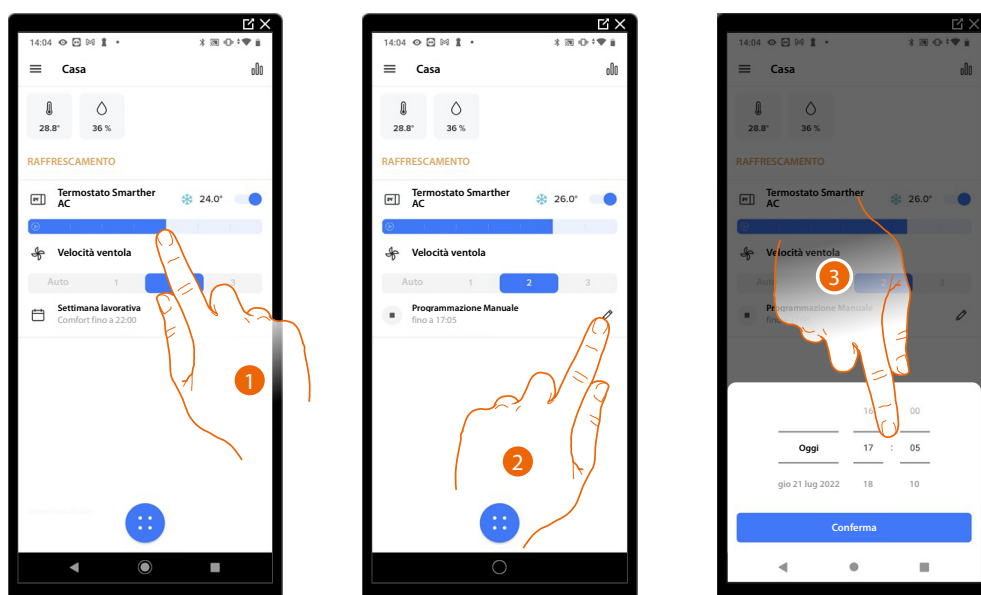 14:04
Casa
28.8°
36 %
RAFFRESCAMENTO
Termostato Smarther
AC
24.0°
Velocità ventola
Auto 1 3
Settimana lavorativa
Comfort fino a 22:00
1
14:04
Casa
28.8°
36 %
RAFFRESCAMENTO
Termostato Smarther
AC
26.0°
Velocità ventola
Auto 1 2 3
Programmazione Manuale
fino a 17:05
2
14:04
Casa
28.8°
36 %
RAFFRESCAMENTO
Termostato Smarther
AC
26.0°
Velocità ventola
3
Programmazione Manuale
16 00
Oggi 17 : 05
gio 21 lug 2022 18 10
Conferma